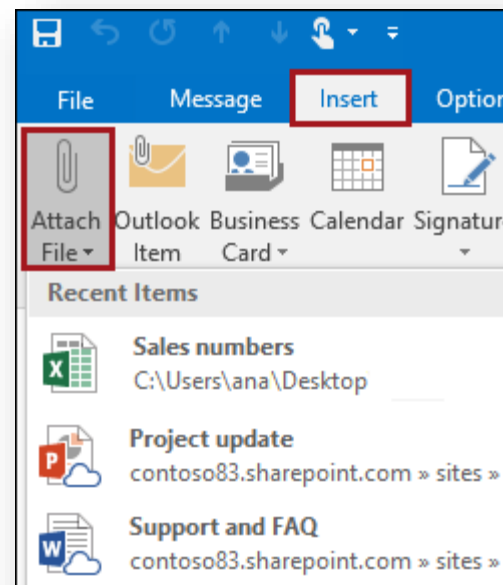 File Message Insert Option
Attach Outlook Business Calendar Signatur
File Item Card
Recent Items
Sales numbers
C:\Users\ana\Desktop
Project update
contoso83.sharepoint.com » sites »
Support and FAQ
contoso83.sharepoint.com » sites »